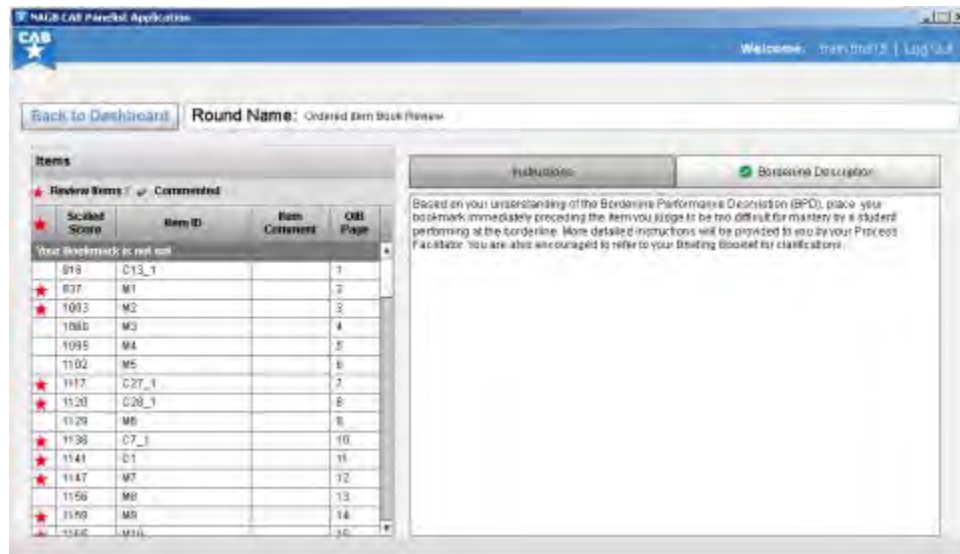 NAGB CAB Panelist Application
CAB
Welcome: | Log Out
Back to Dashboard
Round Name: Ordered Item Book Review
Items
Review Items / Commented
Scaled Score Item ID Item Comment OIB Page
Your Bookmark is not set
C13_1 1
M1 2
1003 M2 3
M3 4
1095 M4 5
1102 M5 6
1117 C27_1 7
1120 C28_1 8
1129 M6 9
1138 C7_1 10
1141 C1 11
1147 M7 12
1156 M8 13
1159 M9 14
M10 15
Instructions
Borderline Description
Based on your understanding of the Borderline Performance Description (BPD), place your
bookmark immediately preceding the item you judge to be too difficult for mastery by a student
performing at the borderline. More detailed instructions will be provided to you by your Process
Facilitator. You are also encouraged to refer to your Briefing Booklet for clarifications.